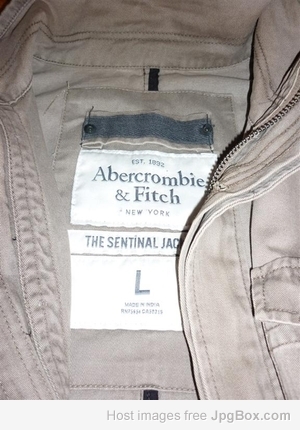 EST. 1892
Abercrombie
& Fitch
NEW YORK
THE SENTINAL JAC
L
MADE IN INDIA
Host images free JpgBox.com